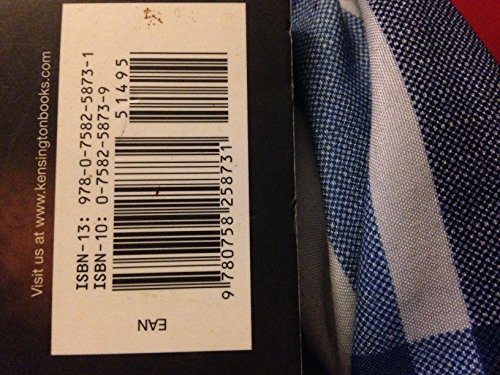 Visit us at www.kensingtonbooks.com
ISBN-13: 978-0-7582-5873-1
ISBN-10: 0-7582-5873-9
51495
9 780758 258731
EAN